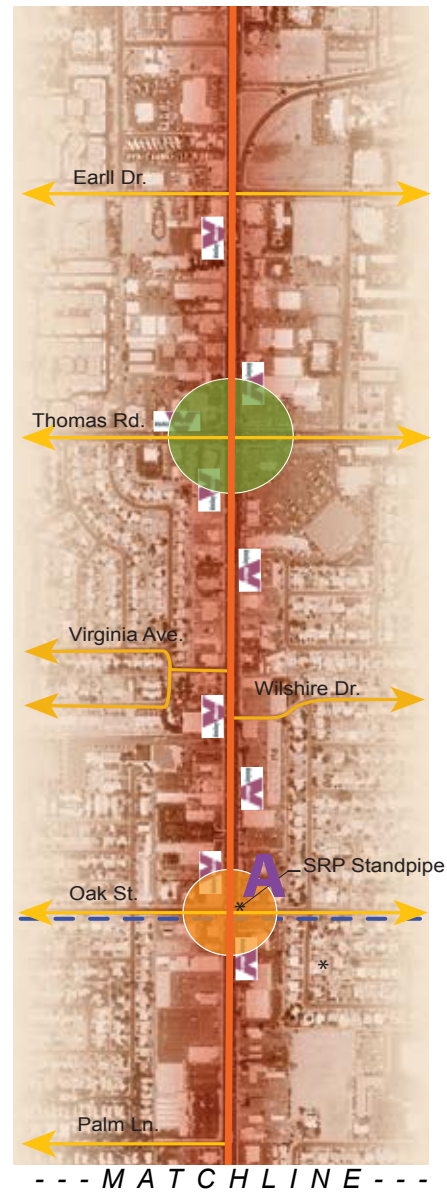 Earll Dr.
Thomas Rd.
Virginia Ave.
Wilshire Dr.
A
SRP Standpipe
*
Oak St.
*
Palm Ln.
- - - M A T C H L I N E - - -